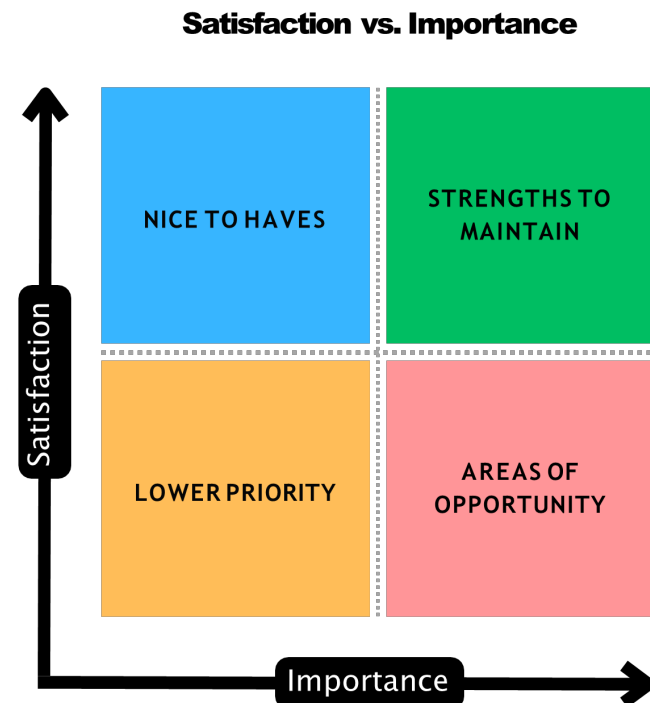 Satisfaction vs. Importance
NICE TO HAVES
STRENGTHS TO
MAINTAIN
Satisfaction
LOWER PRIORITY
AREAS OF
OPPORTUNITY
Importance